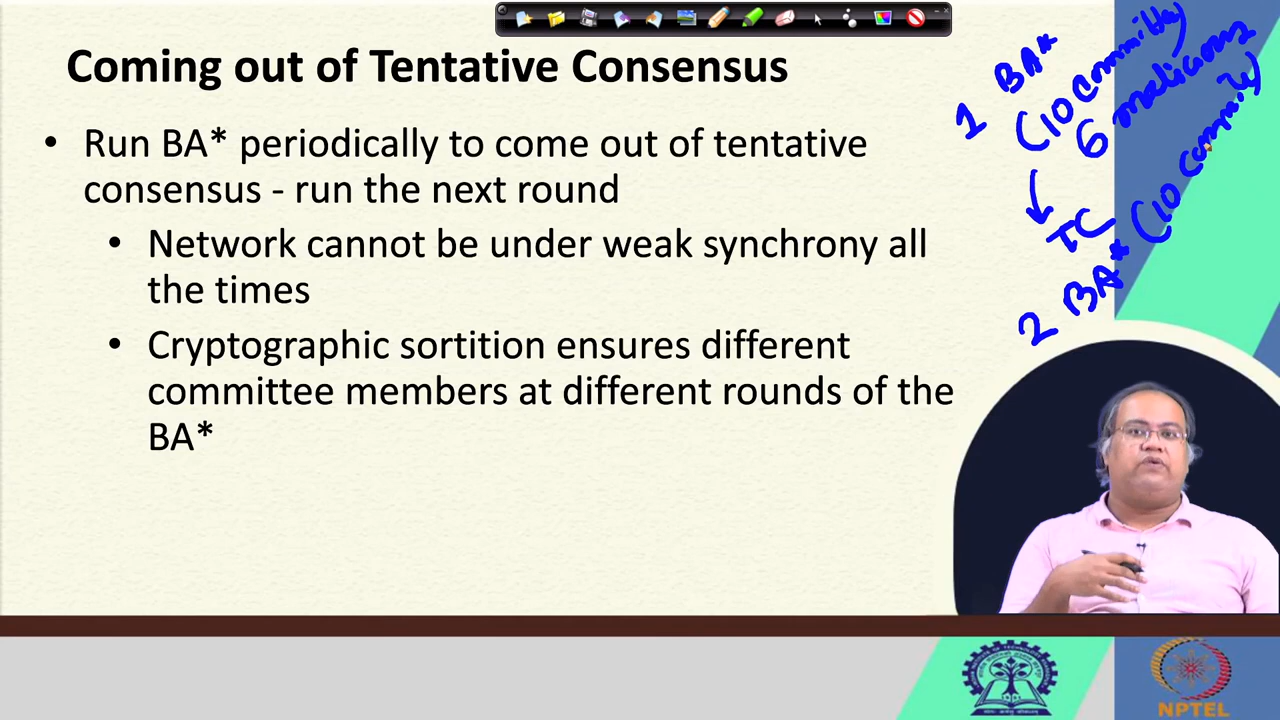 Coming out of Tentative Consensus
• Run BA* periodically to come out of tentative
consensus - run the next round
• Network cannot be under weak synchrony all
the times
• Cryptographic sortition ensures different
committee members at different rounds of the
BA*
1 BA*
(10 committy
6 malicious
TC
2 BA* (10 commity)
NPTEL